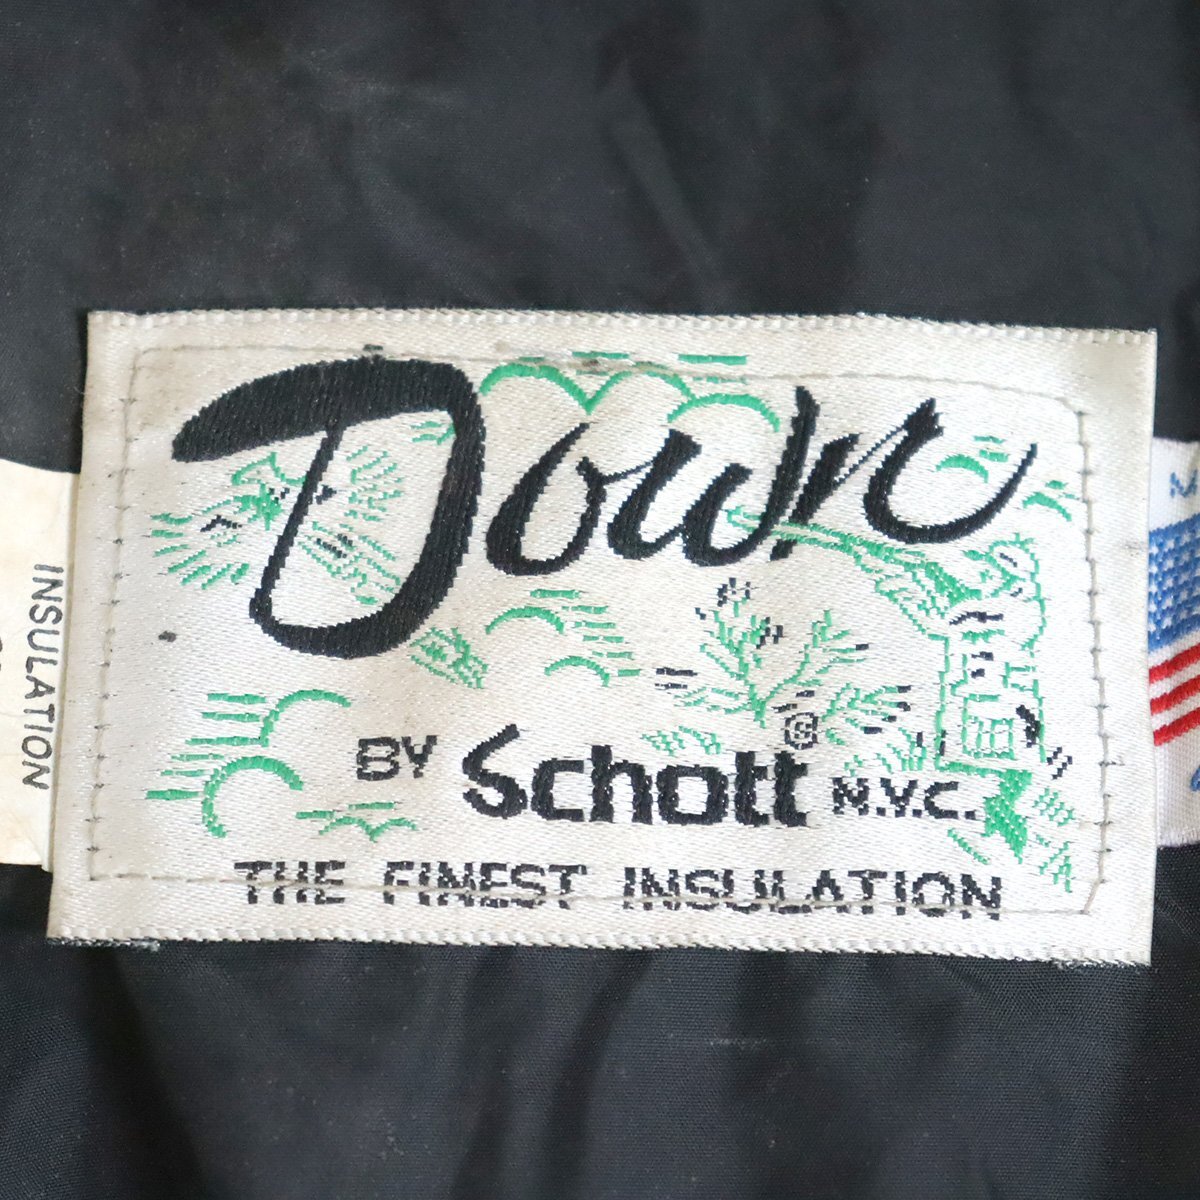 Down
BY Schott® N.V.C.
THE FINEST INSULATION
INSULATION